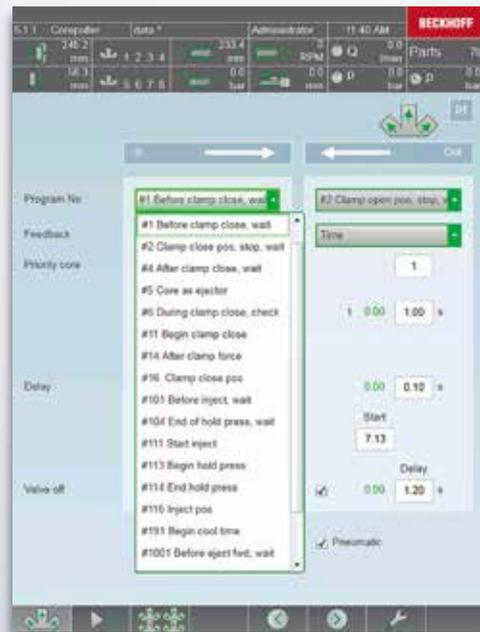 5.1.1 Corepuller data* Administrator 11:40 AM BECKHOFF
248.2 mm 1 2 3 4 233.4 mm 0 RPM Q 0.0 Parts
mm 5 6 7 8 0.0 bar 0.0 mm P 0.0 bar P 0.0
In Out
Program No #1 Before clamp close, wait #2 Clamp open pos, stop,
Feedback Time
Priority core 1
#1 Before clamp close, wait
#2 Clamp close pos, stop, wait
#4 After clamp close, wait
#5 Core as ejector
#6 During clamp close, check 1 0.00 1.00 s
#11 Begin clamp close
#14 After clamp force
#16 Clamp close pos
Delay 0.00 0.10 s
#101 Before inject, wait
#104 End of hold press, wait Start
#111 Start inject 7.13
#113 Begin hold press Delay
#114 End hold press
Valve off 0.00 1.20 s
#116 Inject pos
#191 Begin cool time
#1001 Before eject fwd, wait Pneumatic